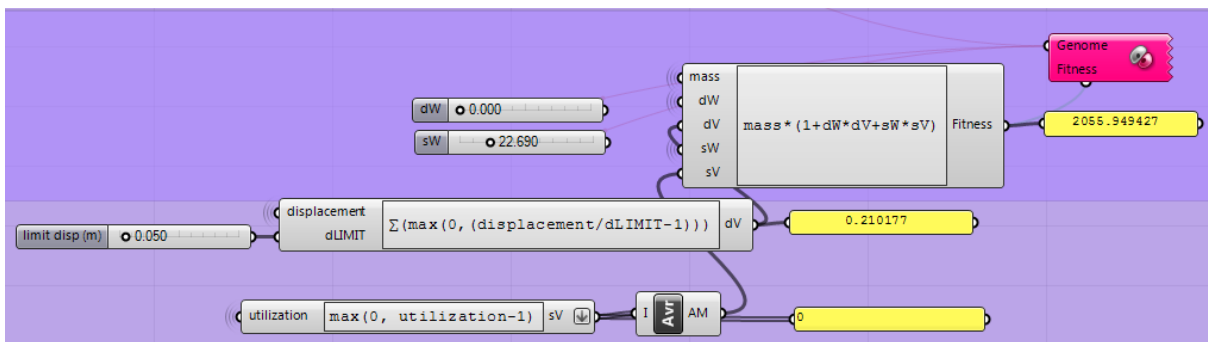 Genome
Fitness
mass
dW
dV
sW
sV
mass*(1+dW*dV+sW*sV)
Fitness
2055.949427
dW
0.000
sW
22.690
displacement
dLIMIT
∑(max(0,(displacement/dLIMIT-1)))
dV
0.210177
limit disp (m)
0.050
utilization
max(0, utilization-1)
sV
I
Avr
AM
0